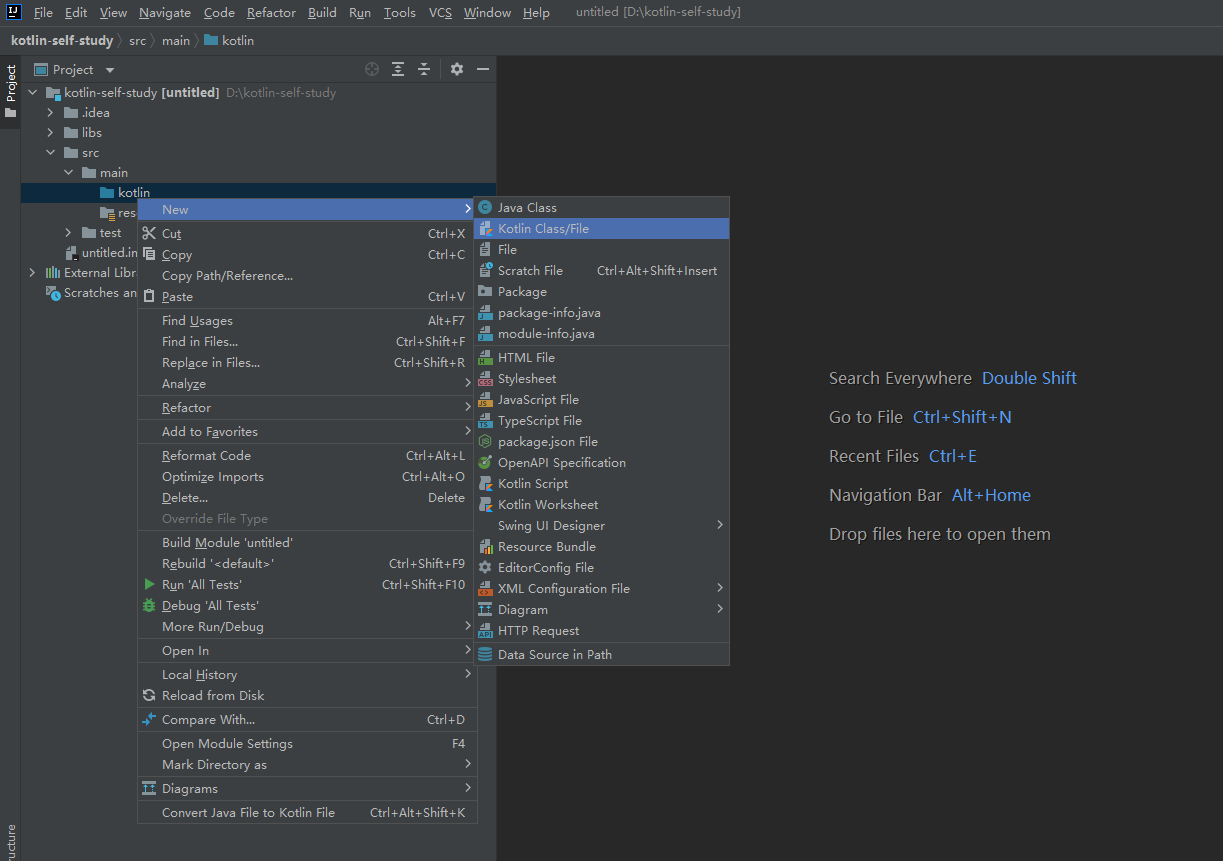 IJ File Edit View Navigate Code Refactor Build Run Tools VCS Window Help untitled [D:\kotlin-self-study]
kotlin-self-study src main kotlin
Project
Project
kotlin-self-study [untitled] D:\kotlin-self-study
.idea
libs
src
main
kotlin
res
test
untitled.im
External Libr
Scratches an
New
Cut Ctrl+X
Copy Ctrl+C
Copy Path/Reference...
Paste Ctrl+V
Find Usages Alt+F7
Find in Files... Ctrl+Shift+F
Replace in Files... Ctrl+Shift+R
Analyze
Refactor
Add to Favorites
Reformat Code Ctrl+Alt+L
Optimize Imports Ctrl+Alt+O
Delete... Delete
Override File Type
Build Module 'untitled'
Rebuild '<default>' Ctrl+Shift+F9
Run 'All Tests' Ctrl+Shift+F10
Debug 'All Tests'
More Run/Debug
Open In
Local History
Reload from Disk
Compare With... Ctrl+D
Open Module Settings F4
Mark Directory as
Diagrams
Convert Java File to Kotlin File Ctrl+Alt+Shift+K
C Java Class
Kotlin Class/File
File
Scratch File Ctrl+Alt+Shift+Insert
Package
J package-info.java
J module-info.java
H HTML File
CSS Stylesheet
JS JavaScript File
TS TypeScript File
package.json File
OpenAPI Specification
Kotlin Script
Kotlin Worksheet
Swing UI Designer
Resource Bundle
EditorConfig File
XML Configuration File
Diagram
API HTTP Request
Data Source in Path
Search Everywhere Double Shift
Go to File Ctrl+Shift+N
Recent Files Ctrl+E
Navigation Bar Alt+Home
Drop files here to open them
ucture